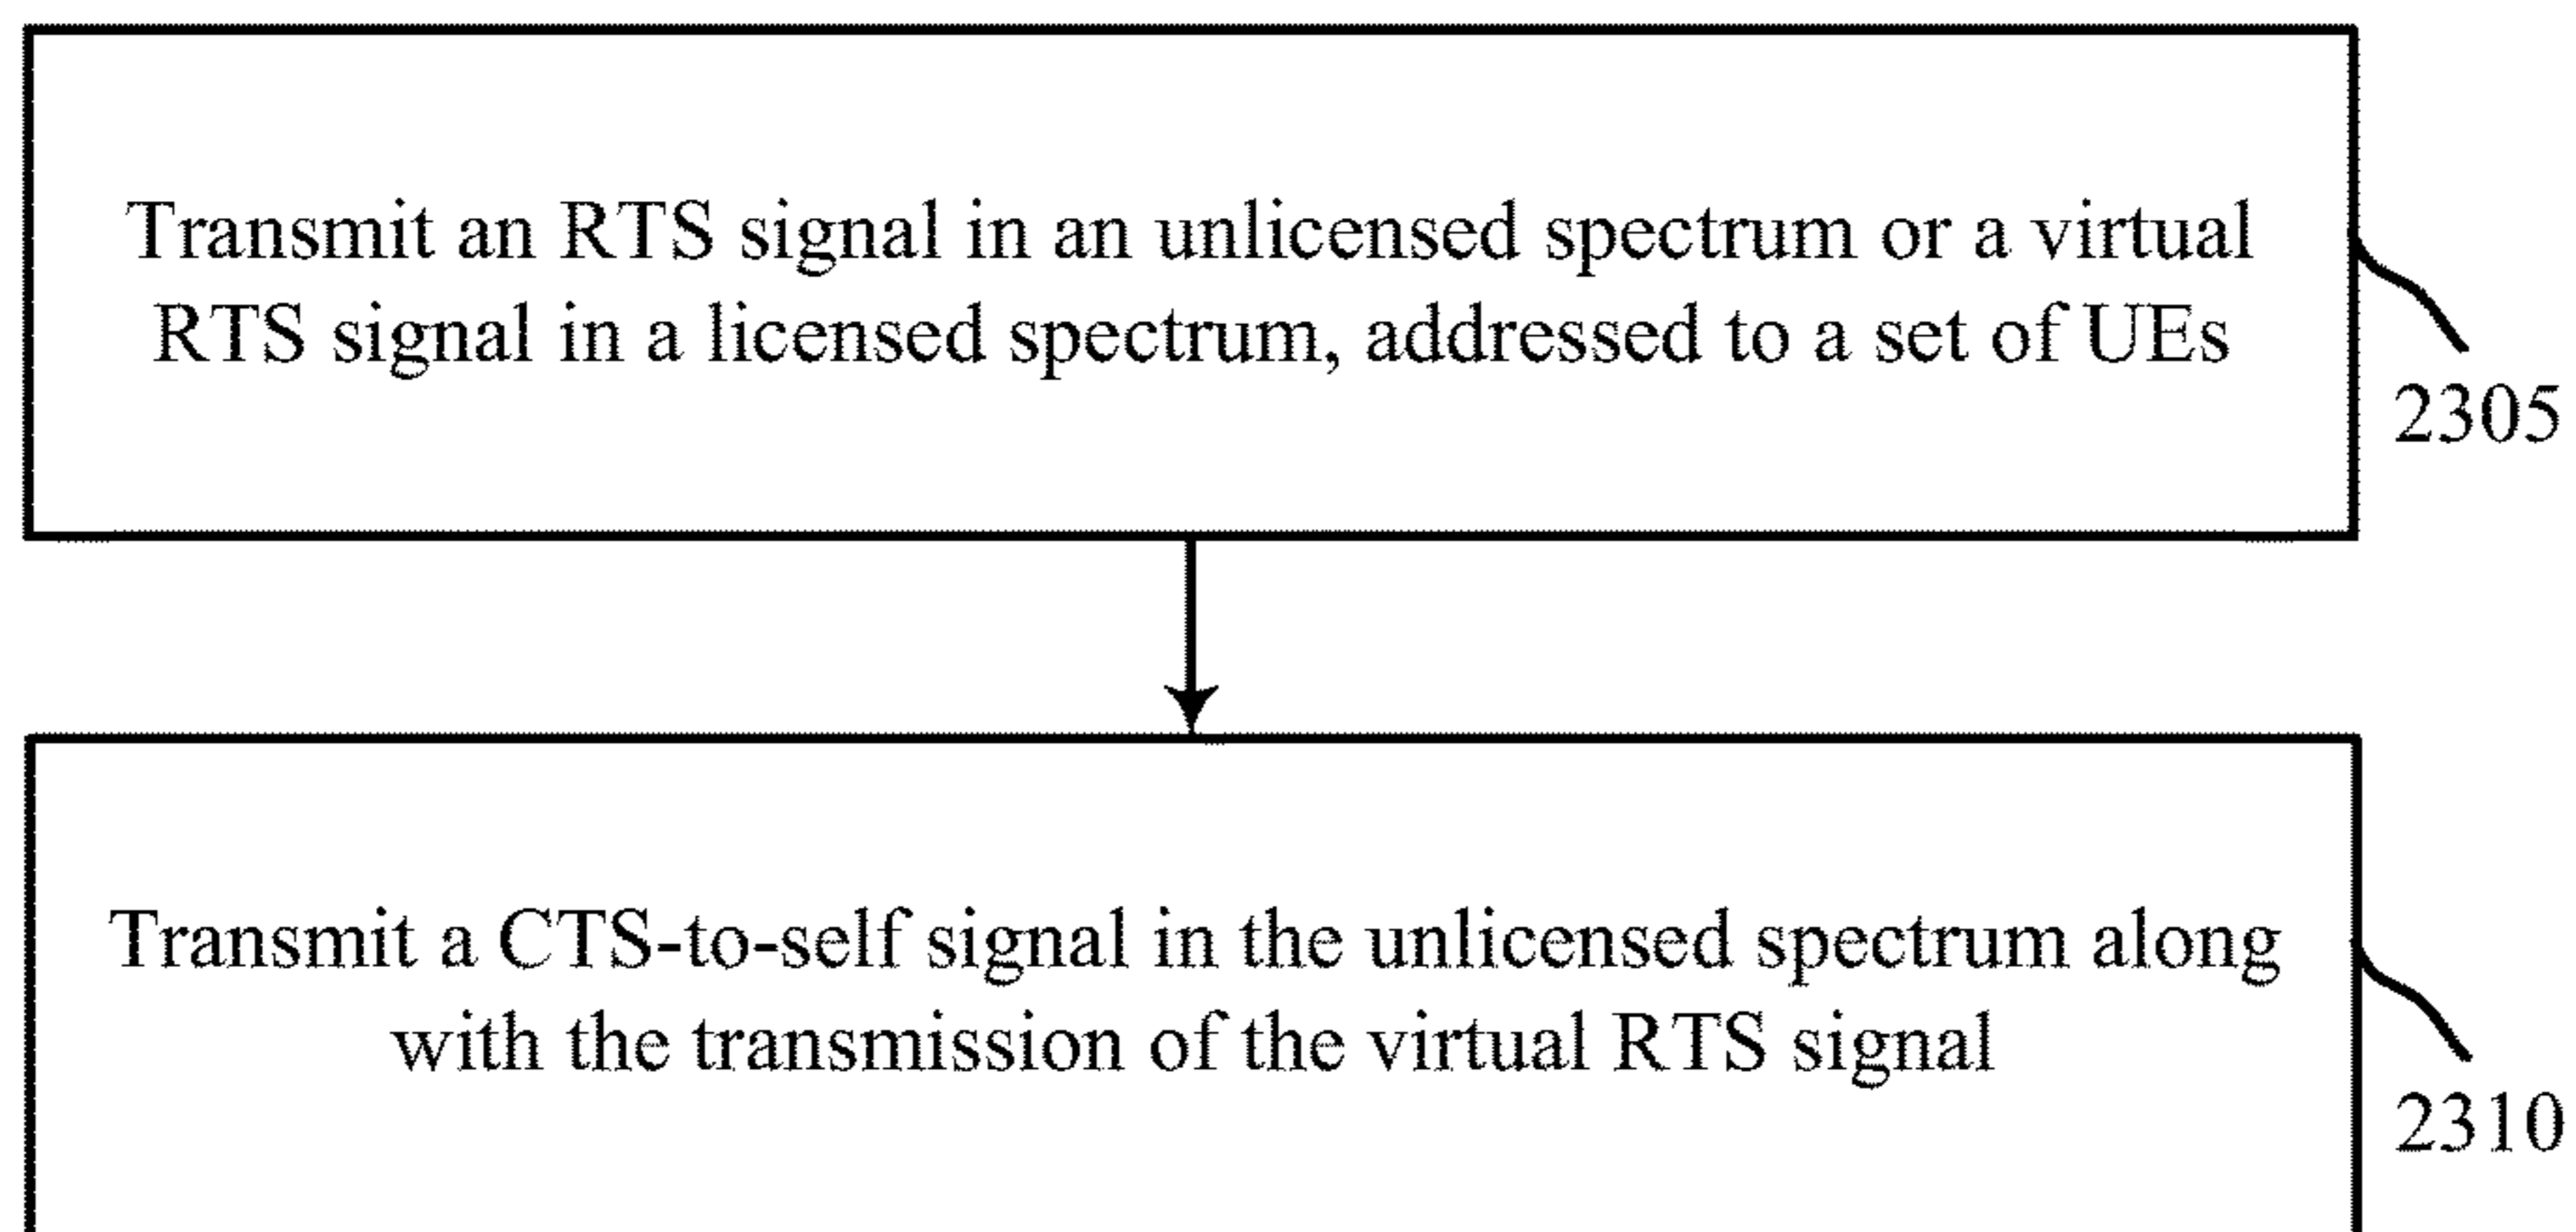 Transmit an RTS signal in an unlicensed spectrum or a virtual
RTS signal in a licensed spectrum, addressed to a set of UEs
2305
Transmit a CTS-to-self signal in the unlicensed spectrum along
with the transmission of the virtual RTS signal
2310